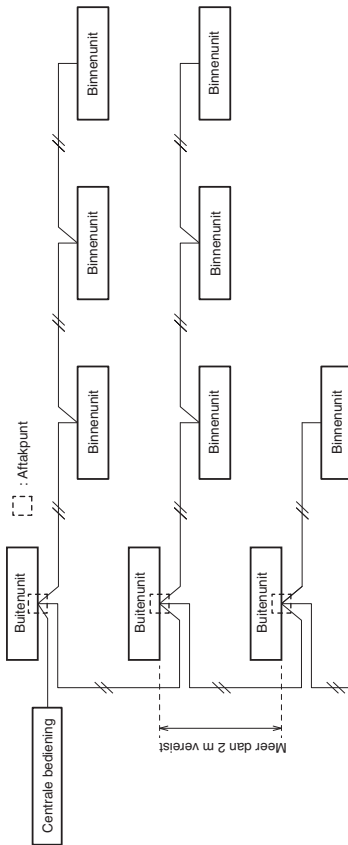 Binnenunit
Binnenunit
Binnenunit
Binnenunit
Binnenunit
Binnenunit
: Aftakpunt
Binnenunit
Buitenunit
Buitenunit
Buitenunit
Meer dan 2 m vereist
Centrale bediening